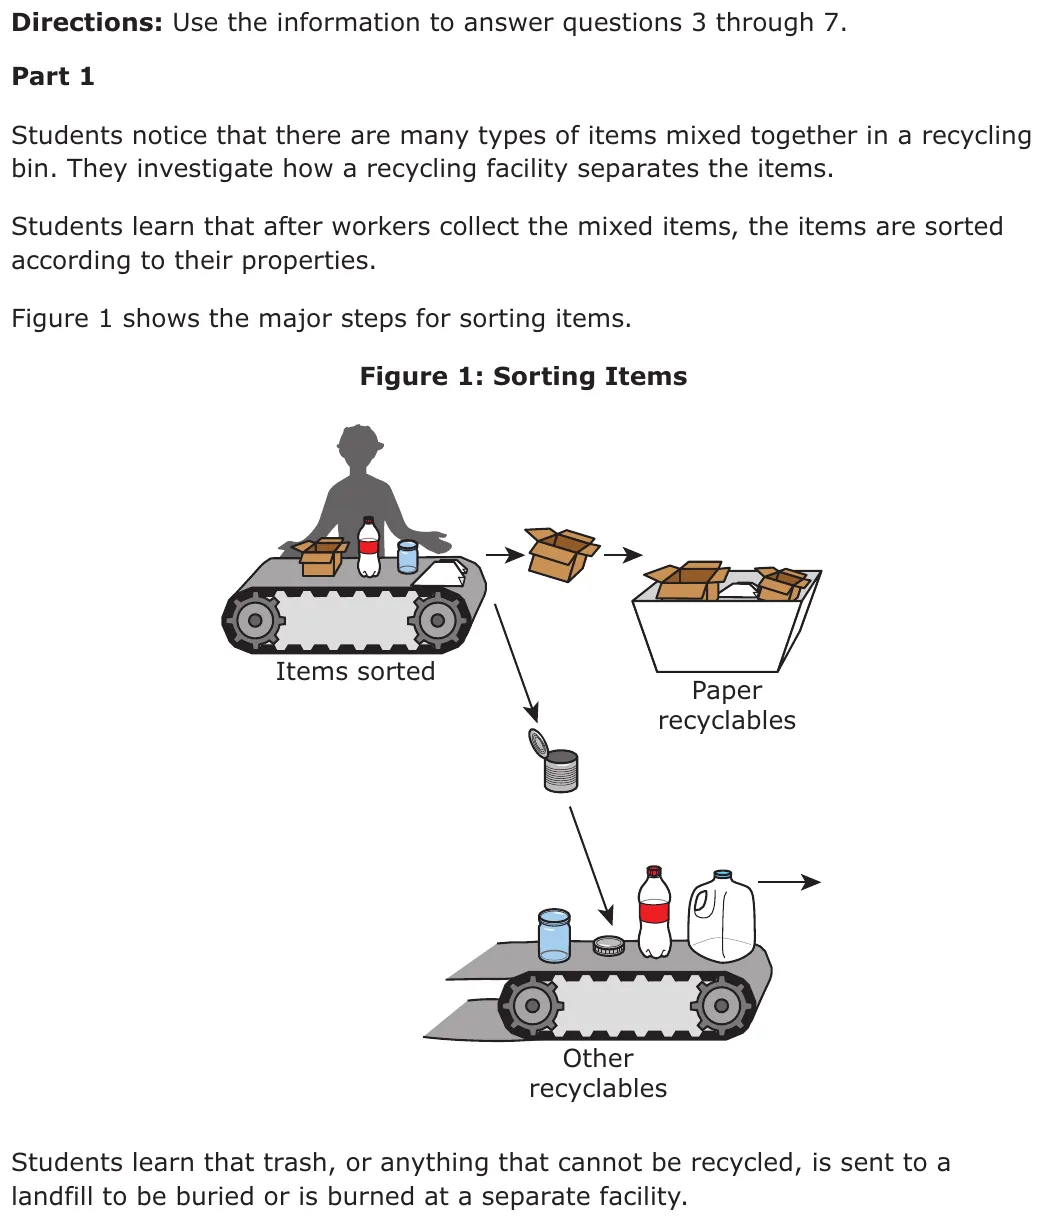 Directions: Use the information to answer questions 3 through 7.
Part 1
Students notice that there are many types of items mixed together in a recycling
bin. They investigate how a recycling facility separates the items.
Students learn that after workers collect the mixed items, the items are sorted
according to their properties.
Figure 1 shows the major steps for sorting items.
Figure 1: Sorting Items
Items sorted
Paper
recyclables
Other
recyclables
Students learn that trash, or anything that cannot be recycled, is sent to a
landfill to be buried or is burned at a separate facility.